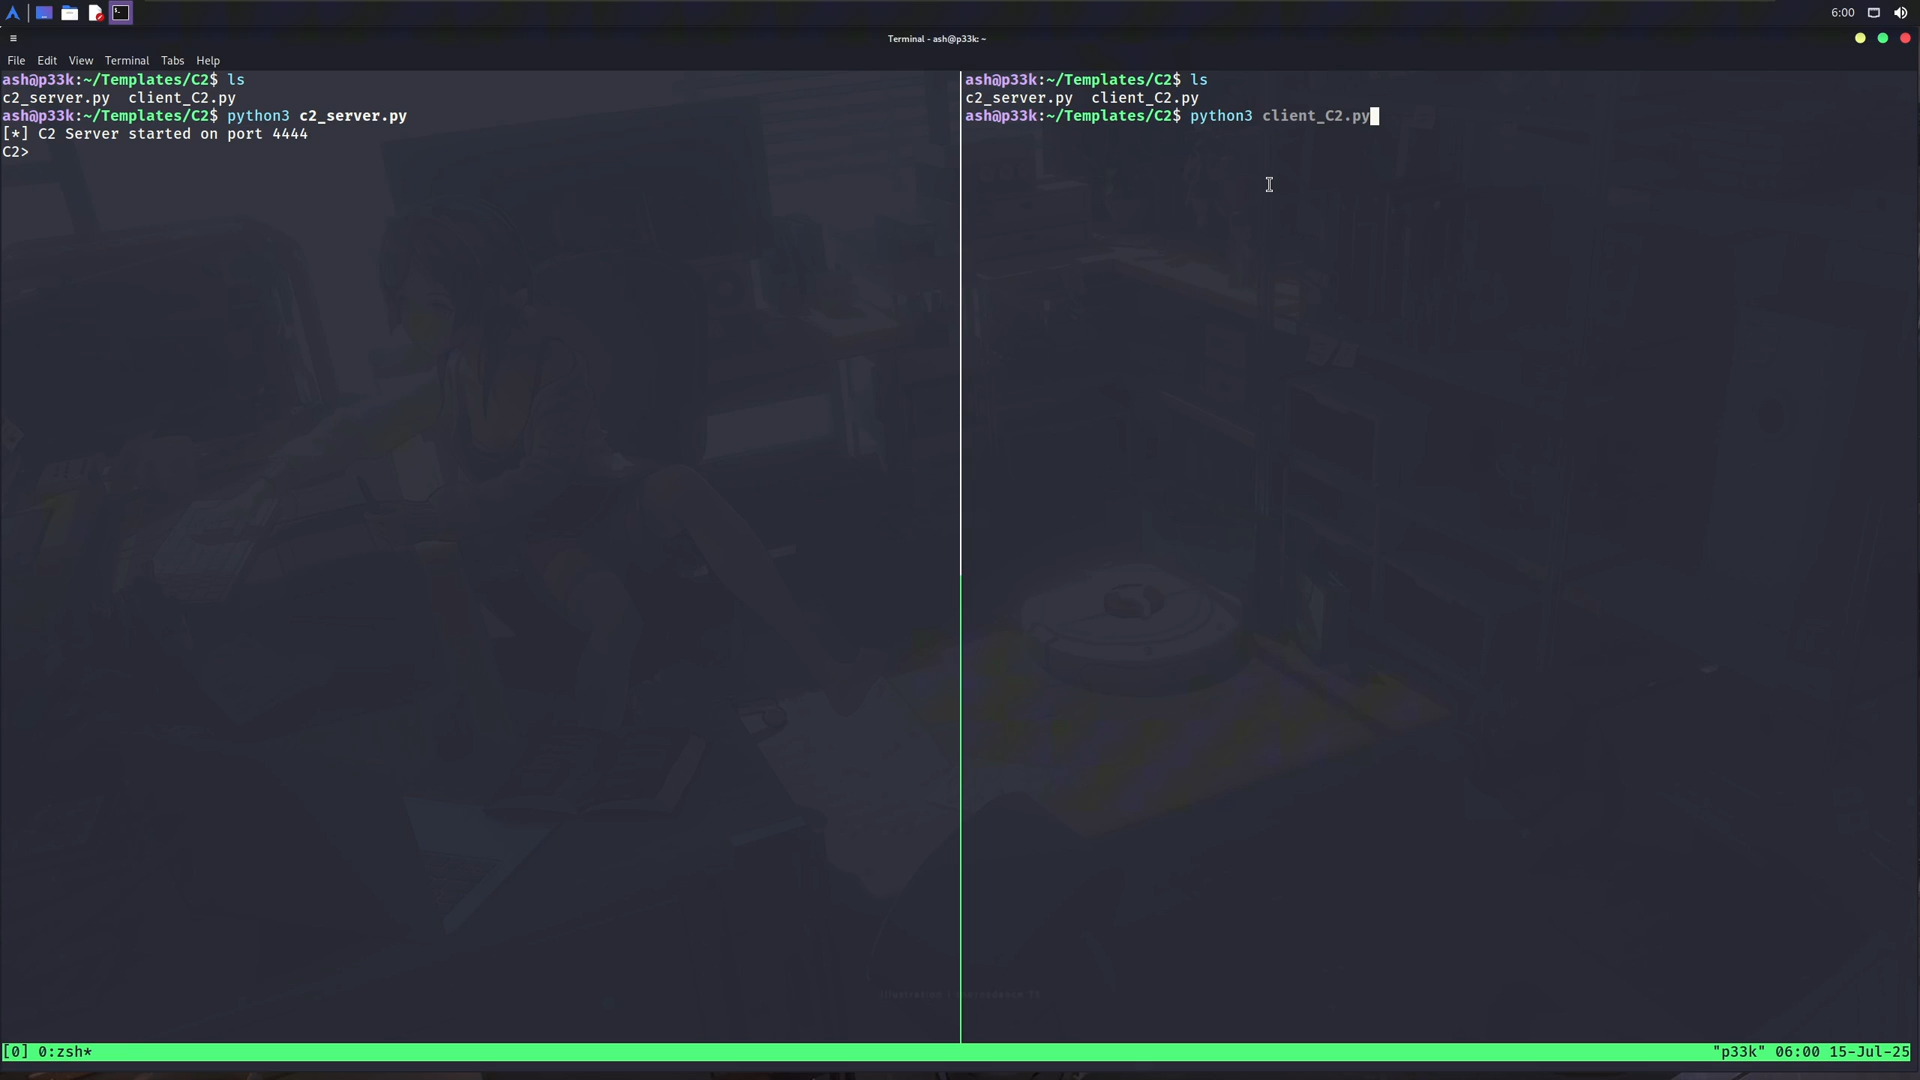 6:00
Terminal - ash@p33k: ~
File Edit View Terminal Tabs Help
ash@p33k:~/Templates/C2$ ls
c2_server.py  client_C2.py
ash@p33k:~/Templates/C2$ python3 c2_server.py
[*] C2 Server started on port 4444
C2>
ash@p33k:~/Templates/C2$ ls
c2_server.py  client_C2.py
ash@p33k:~/Templates/C2$ python3 client_C2.py
[0] 0:zsh*
"p33k" 06:00 15-Jul-25